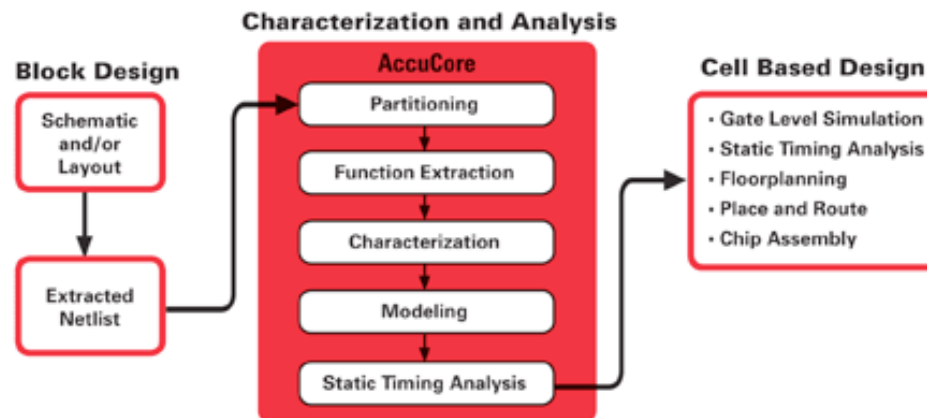 Characterization and Analysis
Block Design
Schematic
and/or
Layout
Extracted
Netlist
AccuCore
Partitioning
Function Extraction
Characterization
Modeling
Static Timing Analysis
Cell Based Design
· Gate Level Simulation
· Static Timing Analysis
· Floorplanning
· Place and Route
· Chip Assembly